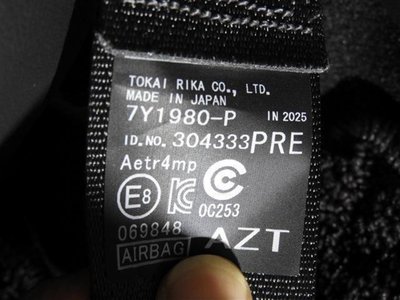 TOKAI RIKA CO., LTD.
MADE IN JAPAN
7Y1980-P IN 2025
ID.NO. 304333PRE
Aetr4mp
E8 KC C
OC253
069848
AIRBAG AZT